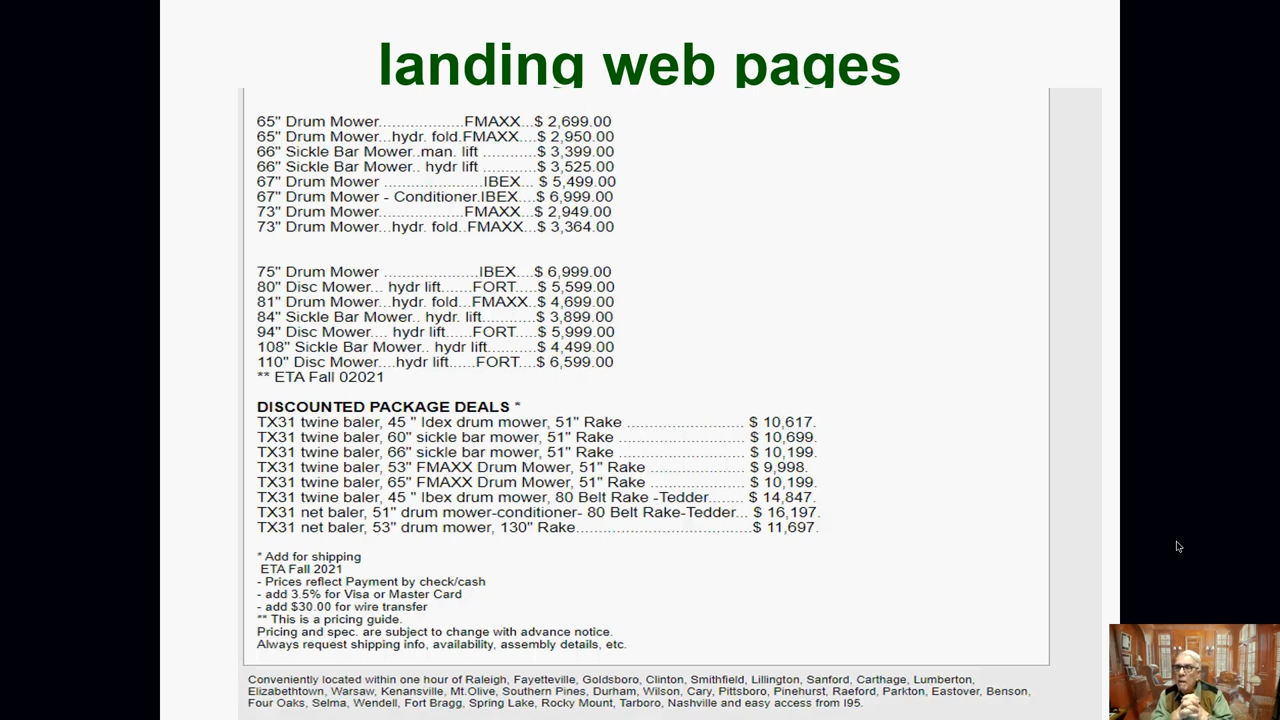 landing web pages
65" Drum Mower...................FMAXX...$ 2,699.00
65" Drum Mower...hydr. fold.FMAXX....$ 2,950.00
66" Sickle Bar Mower..man. lift ............$ 3,399.00
66" Sickle Bar Mower.. hydr lift ............$ 3,525.00
67" Drum Mower ......................IBEX... $ 5,499.00
67" Drum Mower - Conditioner.IBEX....$ 6,999.00
73" Drum Mower...................FMAXX...$ 2,949.00
73" Drum Mower...hydr. fold..FMAXX...$ 3,364.00
75" Drum Mower .....................IBEX....$ 6,999.00
80" Disc Mower... hydr lift.......FORT.....$ 5,599.00
81" Drum Mower...hydr. fold...FMAXX..$ 4,699.00
84" Sickle Bar Mower.. hydr. lift............$ 3,899.00
94" Disc Mower.... hydr lift......FORT.....$ 5,999.00
108" Sickle Bar Mower.. hydr lift...........$ 4,499.00
110" Disc Mower....hydr lift......FORT....$ 6,599.00
** ETA Fall 02021
DISCOUNTED PACKAGE DEALS *
TX31 twine baler, 45 " Idex drum mower, 51" Rake .......................... $ 10,617.
TX31 twine baler, 60" sickle bar mower, 51" Rake ............................ $ 10,699.
TX31 twine baler, 66" sickle bar mower, 51" Rake ............................ $ 10,199.
TX31 twine baler, 53" FMAXX Drum Mower, 51" Rake ..................... $ 9,998.
TX31 twine baler, 65" FMAXX Drum Mower, 51" Rake ..................... $ 10,199.
TX31 twine baler, 45 " Ibex drum mower, 80 Belt Rake -Tedder........ $ 14,847.
TX31 net baler, 51" drum mower-conditioner- 80 Belt Rake-Tedder... $ 16,197.
TX31 net baler, 53" drum mower, 130" Rake.......................................$ 11,697.
* Add for shipping
ETA Fall 2021
- Prices reflect Payment by check/cash
- add 3.5% for Visa or Master Card
- add $30.00 for wire transfer
** This is a pricing guide.
Pricing and spec. are subject to change with advance notice.
Always request shipping info, availability, assembly details, etc.
Conveniently located within one hour of Raleigh, Fayetteville, Goldsboro, Clinton, Smithfield, Lillington, Sanford, Carthage, Lumberton,
Elizabethtown, Warsaw, Kenansville, Mt.Olive, Southern Pines, Durham, Wilson, Cary, Pittsboro, Pinehurst, Raeford, Parkton, Eastover, Benson,
Four Oaks, Selma, Wendell, Fort Bragg, Spring Lake, Rocky Mount, Tarboro, Nashville and easy access from I95.